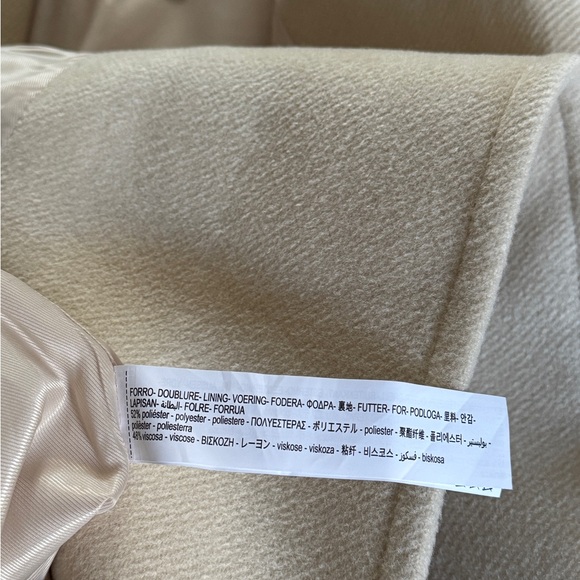 FORRO- DOUBLURE- LINING- VOERING- FODERA- ΦΟΔΡΑ- 裏地- FUTTER- FOR- PODLOGA- 里料- 안감-
LAPISAN- البطانة- FOLRE- FORRUA
52% poliéster - polyester - poliestere - ΠΟΛΥΕΣΤΕΡΑΣ - ポリエステル - poliester - 聚酯纤维 - 폴리에스터 - بوليستير -
polièster - poliesterra
48% viscosa - viscose - ΒΙΣΚΟΖΗ - レーヨン - viskose - viskoza - 粘纤 - 비스코스 - فسكوز - biskosa